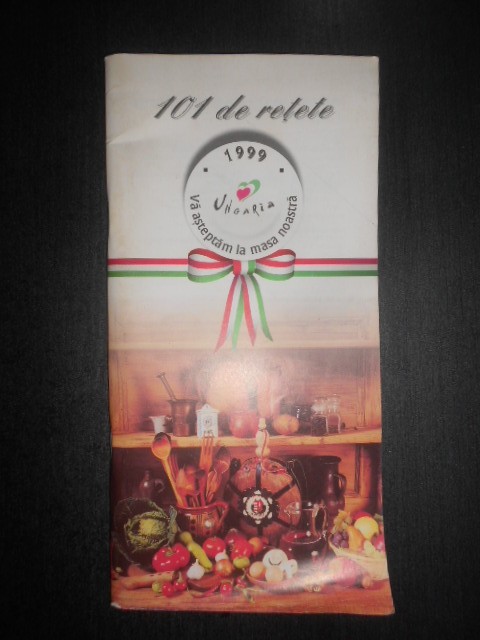 101 de rețete
1999
Ungaria
Vă așteptăm la masa noastră